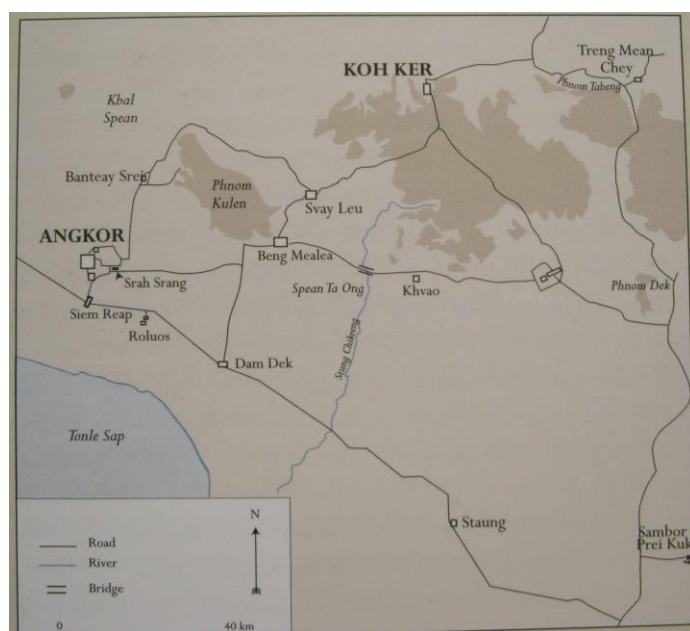 Treng Mean
Chey
KOH KER
Phnom Tabeng
Kbal
Spean
Banteay Srei
Phnom
Kulen
Svay Leu
ANGKOR
Beng Mealea
Srah Srang
Spean Ta Ong
Khvao
Phnom Dek
Siem Reap
Roluos
Stung Chikreng
Dam Dek
Tonle Sap
N
Staung
Road
River
Bridge
Sambor
Prei Kuk
0 40 km